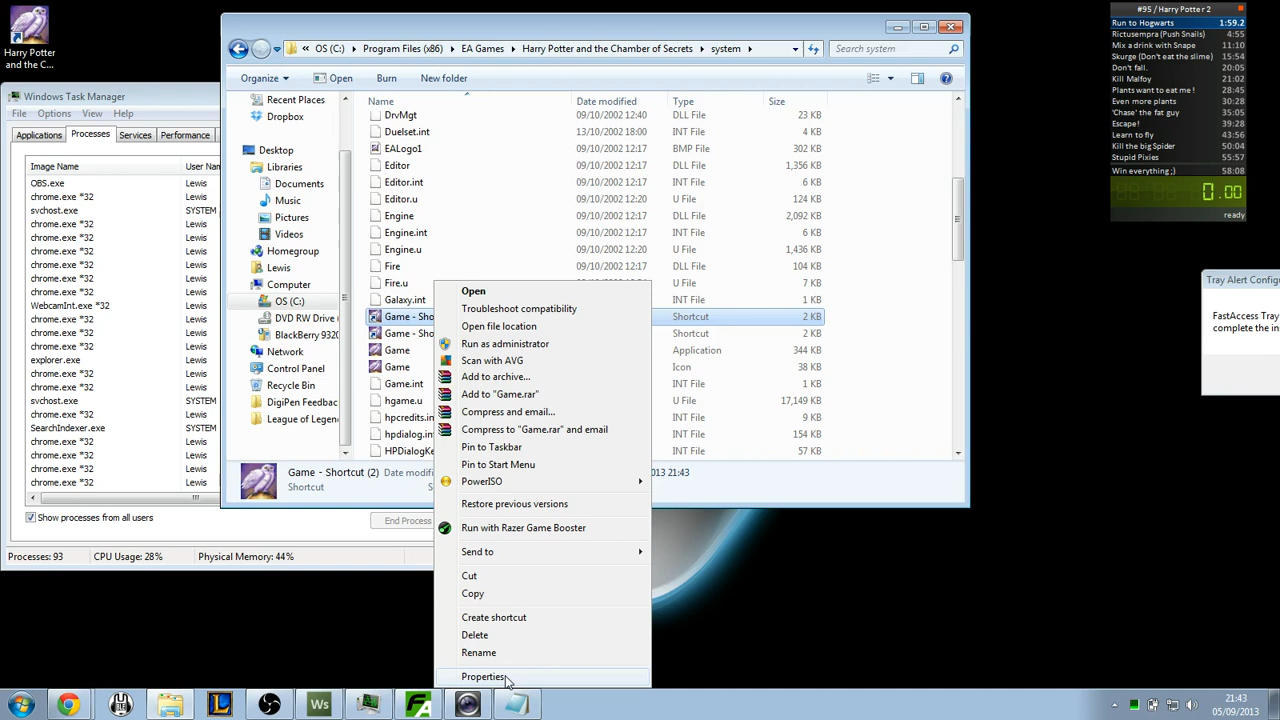 Harry Potter
and the C...
Windows Task Manager
File Options View Help
Applications Processes Services Performance
Image Name User Na
OBS.exe Lewis
chrome.exe *32 Lewis
svchost.exe SYSTEM
chrome.exe *32 Lewis
chrome.exe *32 Lewis
chrome.exe *32 Lewis
chrome.exe *32 Lewis
chrome.exe *32 Lewis
chrome.exe *32 Lewis
WebcamInt.exe *32 Lewis
chrome.exe *32 Lewis
chrome.exe *32 Lewis
chrome.exe *32 Lewis
explorer.exe Lewis
chrome.exe *32 Lewis
chrome.exe *32 Lewis
svchost.exe SYSTEM
chrome.exe *32 Lewis
SearchIndexer.exe SYSTEM
chrome.exe *32 Lewis
chrome.exe *32 Lewis
chrome.exe *32 Lewis
chrome.exe *32 Lewis
Show processes from all users
End Process
Processes: 93 CPU Usage: 28% Physical Memory: 44%
« OS (C:) Program Files (x86) EA Games Harry Potter and the Chamber of Secrets system
Search system
Organize Open Burn New folder
Recent Places
Dropbox
Desktop
Libraries
Documents
Music
Pictures
Videos
Homegroup
Lewis
Computer
OS (C:)
DVD RW Drive
BlackBerry 9320
Network
Control Panel
Recycle Bin
DigiPen Feedbac
League of Legen
Name Date modified Type Size
DrvMgt 09/10/2002 12:40 DLL File 23 KB
Duelset.int 13/10/2002 18:00 INT File 4 KB
EALogo1 09/10/2002 12:17 BMP File 302 KB
Editor 09/10/2002 12:17 DLL File 1,356 KB
Editor.int 09/10/2002 12:17 INT File 6 KB
Editor.u 09/10/2002 12:20 U File 124 KB
Engine 09/10/2002 12:17 DLL File 2,092 KB
Engine.int 09/10/2002 12:17 INT File 6 KB
Engine.u 09/10/2002 12:20 U File 1,436 KB
Fire 09/10/2002 12:17 DLL File 104 KB
Fire.u U File 7 KB
Galaxy.int INT File 1 KB
Game - Sho Shortcut 2 KB
Game - Sho Shortcut 2 KB
Game Application 344 KB
Game Icon 38 KB
Game.int INT File 1 KB
hgame.u U File 17,149 KB
hpcredits.in INT File 9 KB
hpdialog.in INT File 154 KB
HPDialogKe INT File 57 KB
Game - Shortcut (2) Date modifi 2013 21:43
Shortcut S
Open
Troubleshoot compatibility
Open file location
Run as administrator
Scan with AVG
Add to archive...
Add to "Game.rar"
Compress and email...
Compress to "Game.rar" and email
Pin to Taskbar
Pin to Start Menu
PowerISO
Restore previous versions
Run with Razer Game Booster
Send to
Cut
Copy
Create shortcut
Delete
Rename
Properties
#95 / Harry Potter 2
Run to Hogwarts 1:59.2
Rictusempra (Push Snails) 4:55
Mix a drink with Snape 11:10
Skurge (Don't eat the slime) 15:54
Don't fall. 20:05
Kill Malfoy 21:02
Plants want to eat me ! 28:45
Even more plants 30:28
'Chase' the fat guy 35:05
Escape! 39:28
Learn to fly 43:56
Kill the big Spider 50:04
Stupid Pixies 55:57
Win everything ;) 58:08
0.00
ready
Tray Alert Config
FastAccess Tray
complete the in
Ws
FA
21:43
05/09/2013